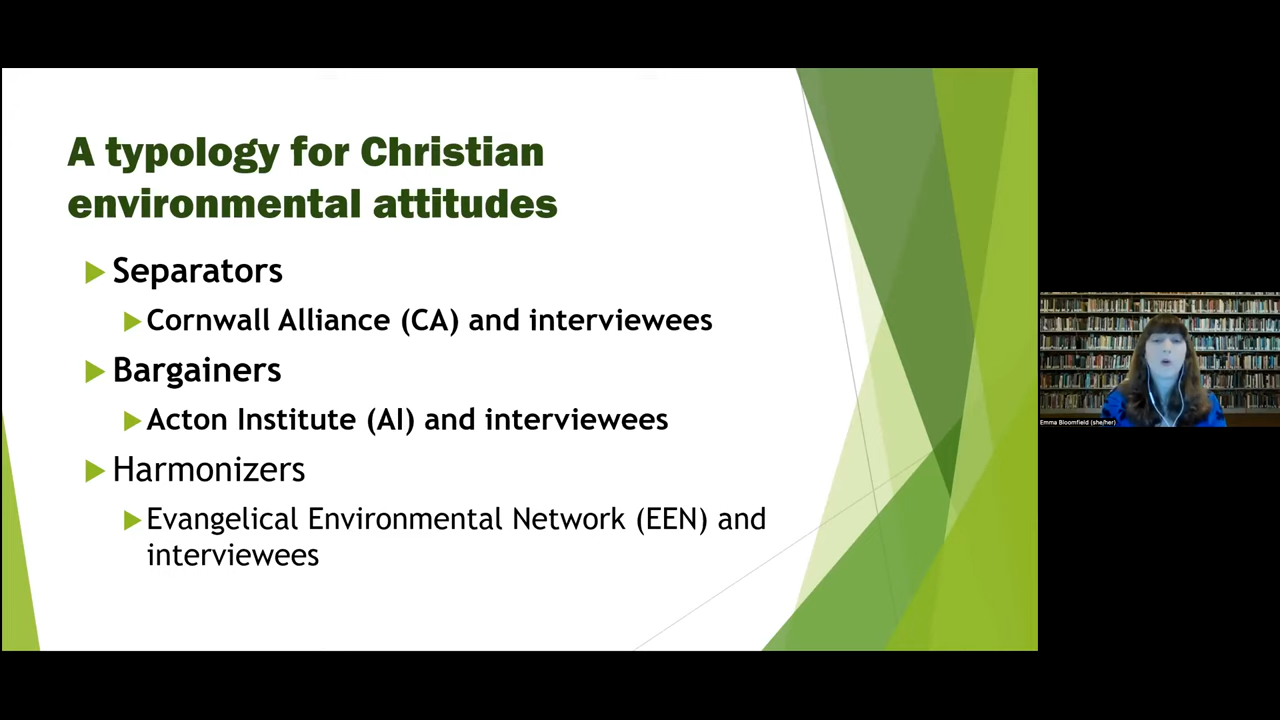 A typology for Christian
environmental attitudes
Separators
Cornwall Alliance (CA) and interviewees
Bargainers
Acton Institute (AI) and interviewees
Harmonizers
Evangelical Environmental Network (EEN) and
interviewees
Emma Bloomfield (she/her)